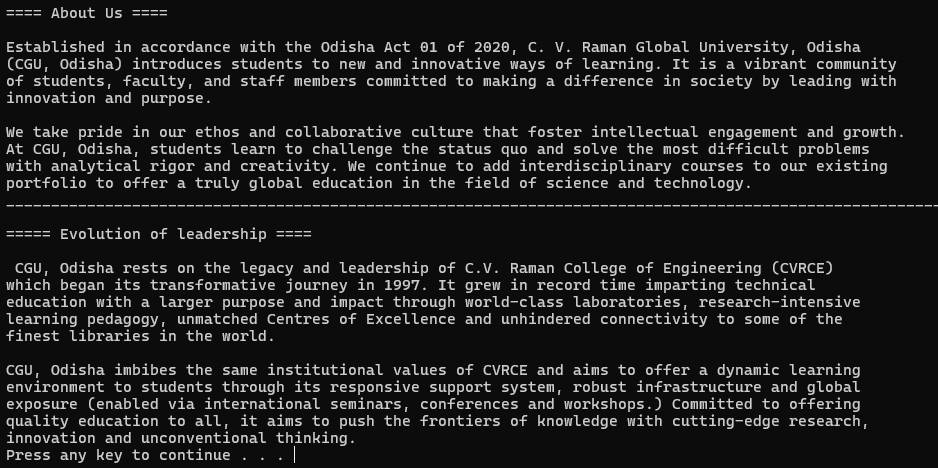 ==== About Us ====
Established in accordance with the Odisha Act 01 of 2020, C. V. Raman Global University, Odisha
(CGU, Odisha) introduces students to new and innovative ways of learning. It is a vibrant community
of students, faculty, and staff members committed to making a difference in society by leading with
innovation and purpose.
We take pride in our ethos and collaborative culture that foster intellectual engagement and growth.
At CGU, Odisha, students learn to challenge the status quo and solve the most difficult problems
with analytical rigor and creativity. We continue to add interdisciplinary courses to our existing
portfolio to offer a truly global education in the field of science and technology.
________________________________________________________________________________________________________
===== Evolution of leadership ====
CGU, Odisha rests on the legacy and leadership of C.V. Raman College of Engineering (CVRCE)
which began its transformative journey in 1997. It grew in record time imparting technical
education with a larger purpose and impact through world-class laboratories, research-intensive
learning pedagogy, unmatched Centres of Excellence and unhindered connectivity to some of the
finest libraries in the world.
CGU, Odisha imbibes the same institutional values of CVRCE and aims to offer a dynamic learning
environment to students through its responsive support system, robust infrastructure and global
exposure (enabled via international seminars, conferences and workshops.) Committed to offering
quality education to all, it aims to push the frontiers of knowledge with cutting-edge research,
innovation and unconventional thinking.
Press any key to continue . . .